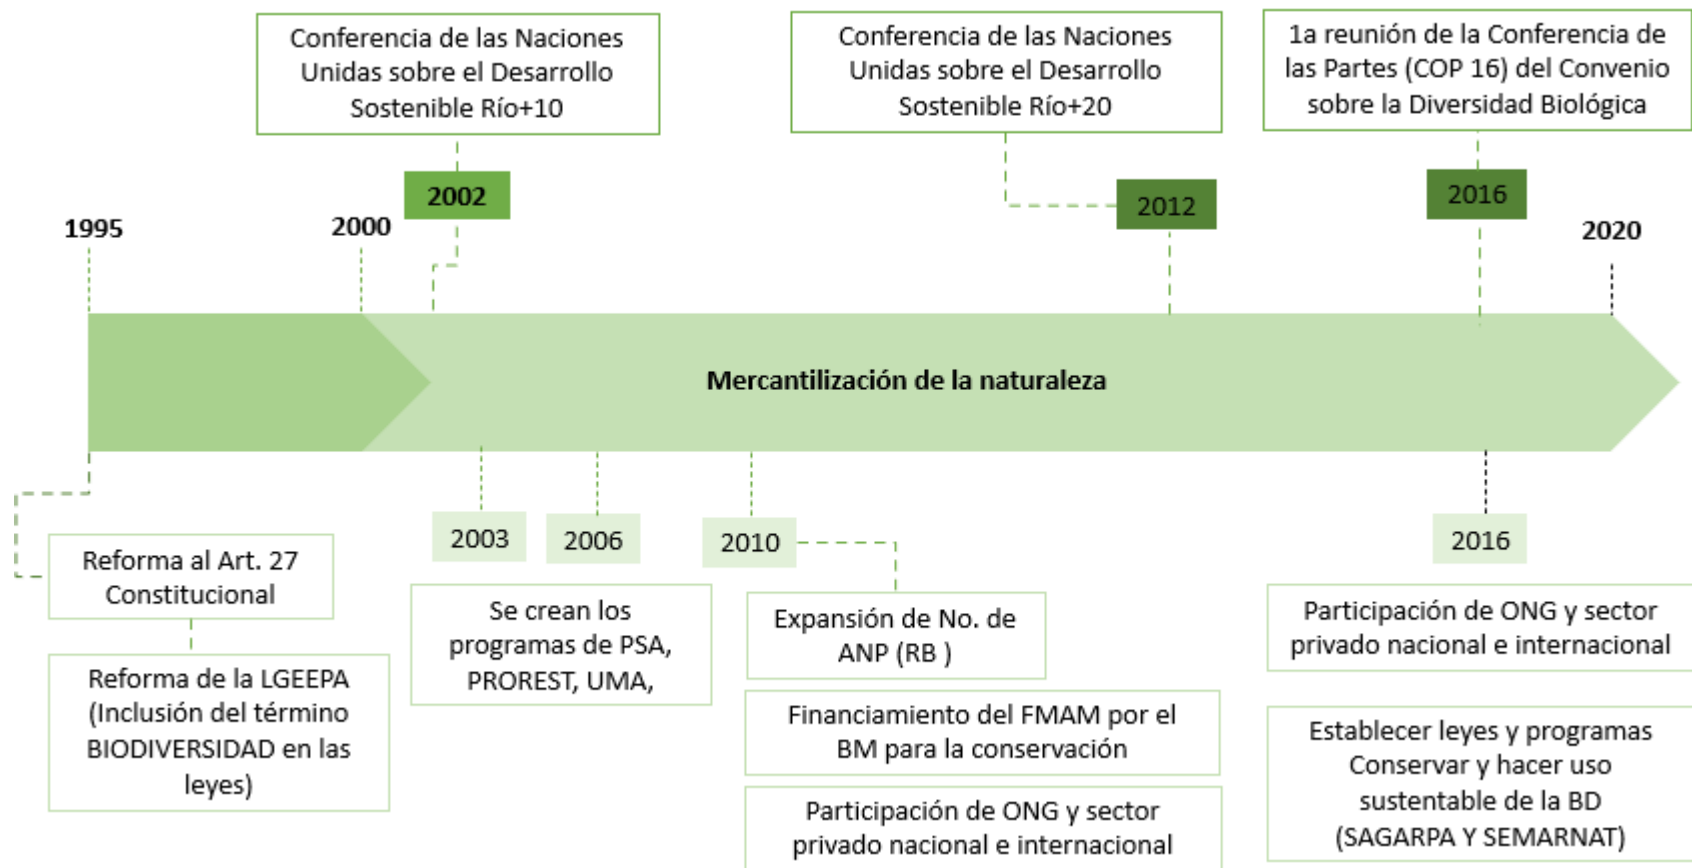 Conferencia de las Naciones
Unidas sobre el Desarrollo
Sostenible Río+10
Conferencia de las Naciones
Unidas sobre el Desarrollo
Sostenible Río+20
1a reunión de la Conferencia de
las Partes (COP 16) del Convenio
sobre la Diversidad Biológica
2002
2012
2016
1995
2000
2020
Mercantilización de la naturaleza
2003
2006
2010
2016
Reforma al Art. 27
Constitucional
Reforma de la LGEEPA
(Inclusión del término
BIODIVERSIDAD en las
leyes)
Se crean los
programas de PSA,
PROREST, UMA,
Expansión de No. de
ANP (RB )
Financiamiento del FMAM por el
BM para la conservación
Participación de ONG y sector
privado nacional e internacional
Participación de ONG y sector
privado nacional e internacional
Establecer leyes y programas
Conservar y hacer uso
sustentable de la BD
(SAGARPA Y SEMARNAT)